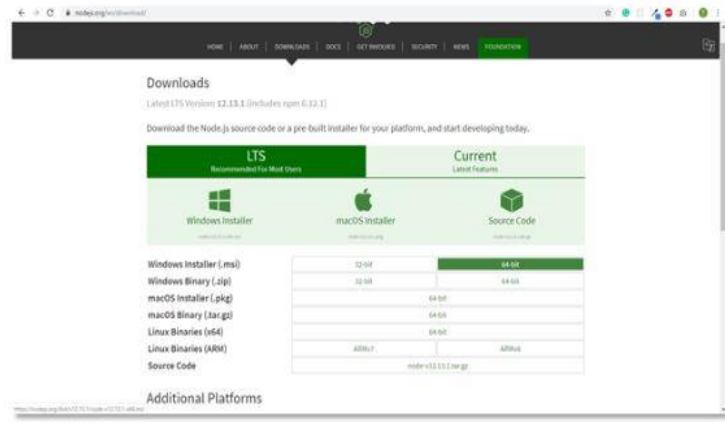 nodejs.org/en/download/
HOME | ABOUT | DOWNLOADS | DOCS | GET INVOLVED | SECURITY | NEWS | FOUNDATION
Downloads
Latest LTS Version: 12.13.1 (includes npm 6.12.1)
Download the Node.js source code or a pre-built installer for your platform, and start developing today.
LTS
Recommended For Most Users
Current
Latest Features
Windows Installer
macOS Installer
Source Code
Windows Installer (.msi) 32-bit 64-bit
Windows Binary (.zip) 32-bit 64-bit
macOS Installer (.pkg) 64-bit
macOS Binary (.tar.gz) 64-bit
Linux Binaries (x64) 64-bit
Linux Binaries (ARM) ARMv7 ARMv8
Source Code node-v12.13.1.tar.gz
Additional Platforms